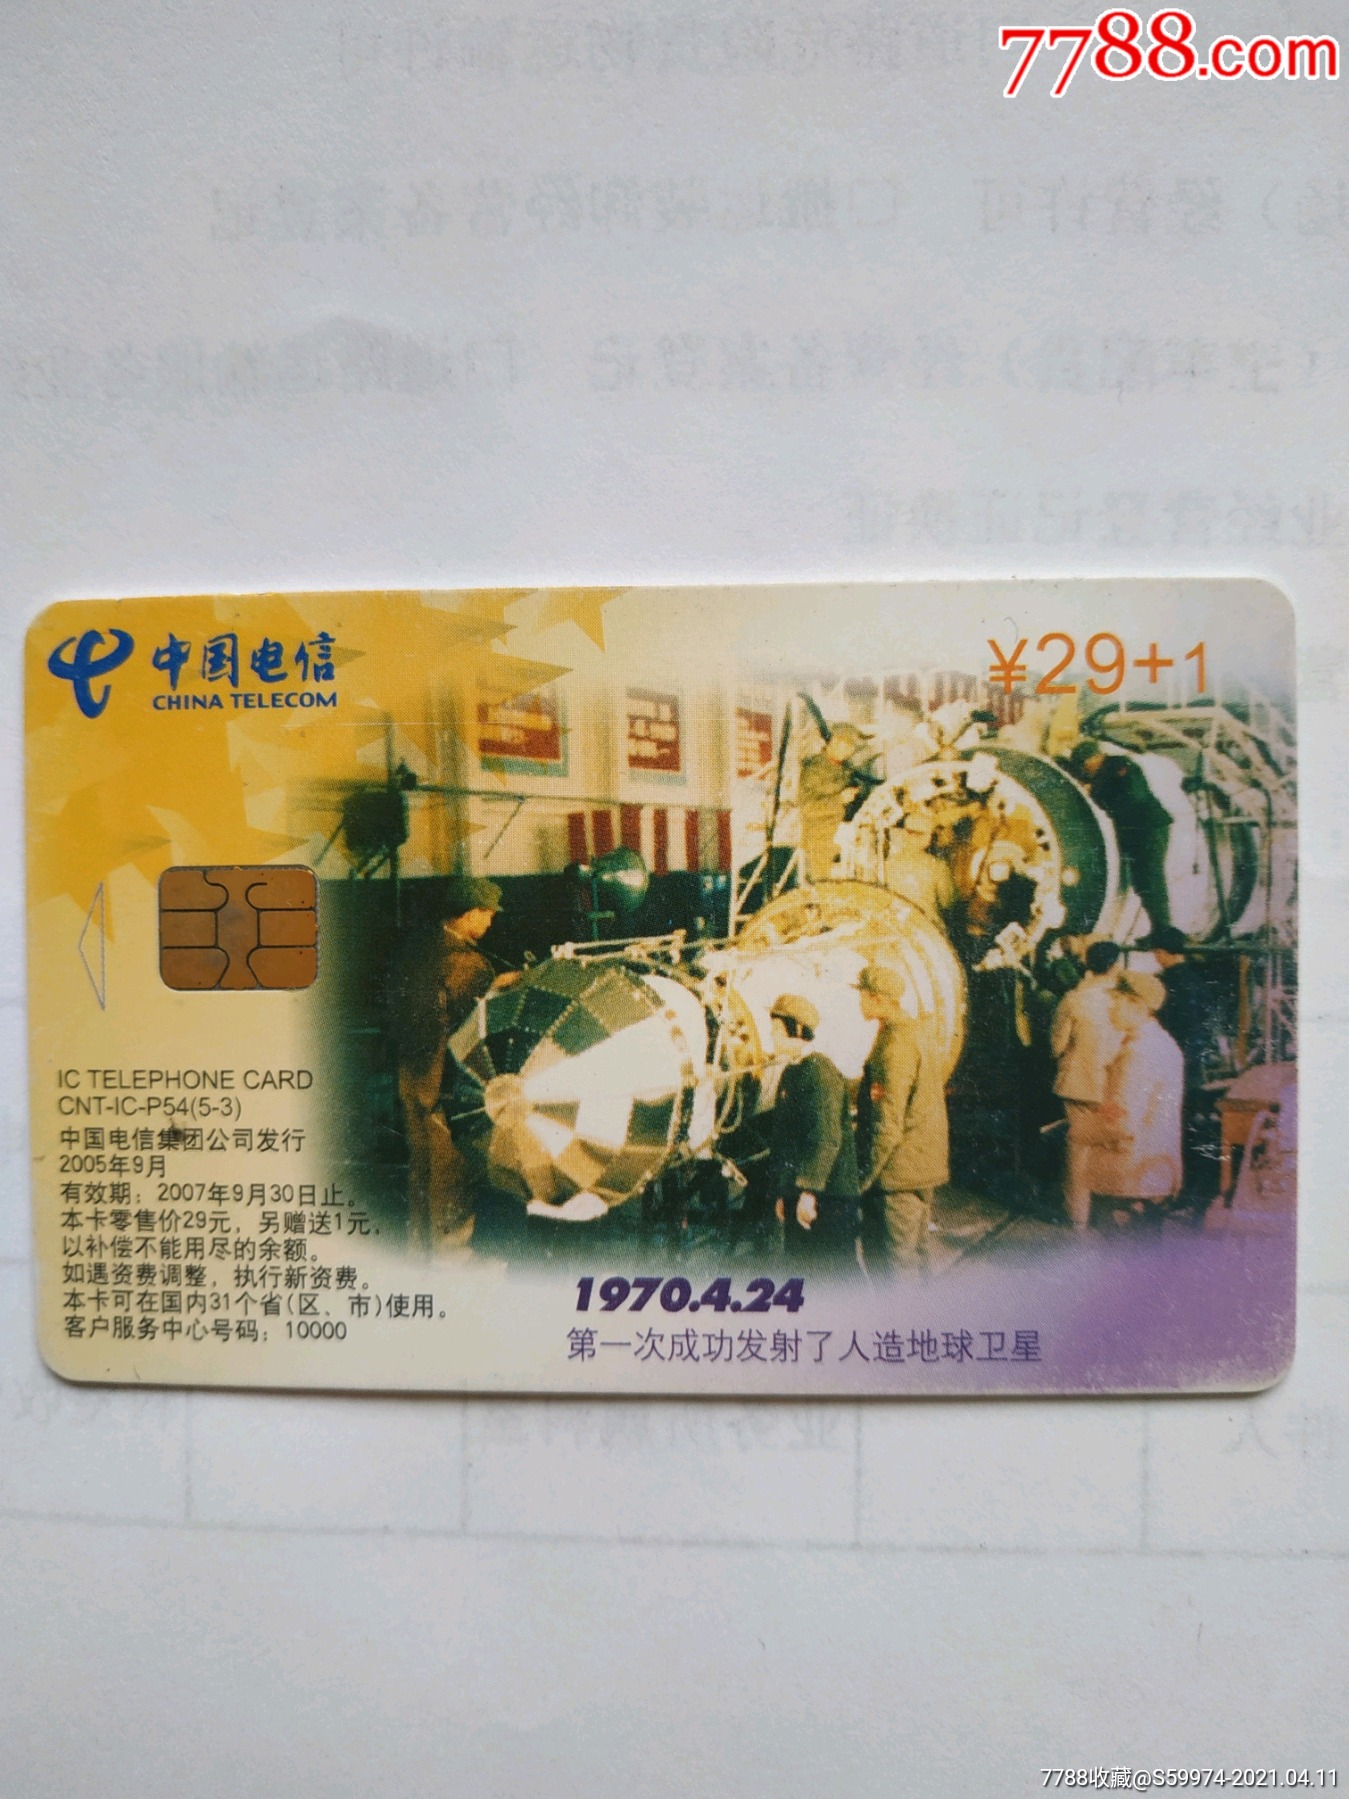 7788.com
中国电信
CHINA TELECOM
¥29+1
IC TELEPHONE CARD
CNT-IC-P54(5-3)
中国电信集团公司发行
2005年9月
有效期：2007年9月30日止。
本卡零售价29元，另赠送1元，
以补偿不能用尽的余额。
如遇资费调整，执行新资费。
本卡可在国内31个省(区、市)使用。
客户服务中心号码：10000
1970.4.24
第一次成功发射了人造地球卫星
7788收藏@S59974-2021.04.11